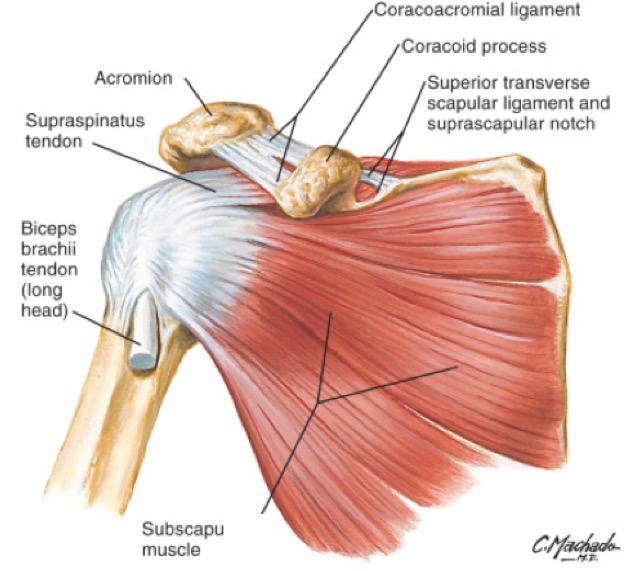 Coracoacromial ligament
Coracoid process
Acromion
Superior transverse
scapular ligament and
suprascapular notch
Supraspinatus
tendon
Biceps
brachii
tendon
(long
head)
Subscapu
muscle
C. Machado
M.D.